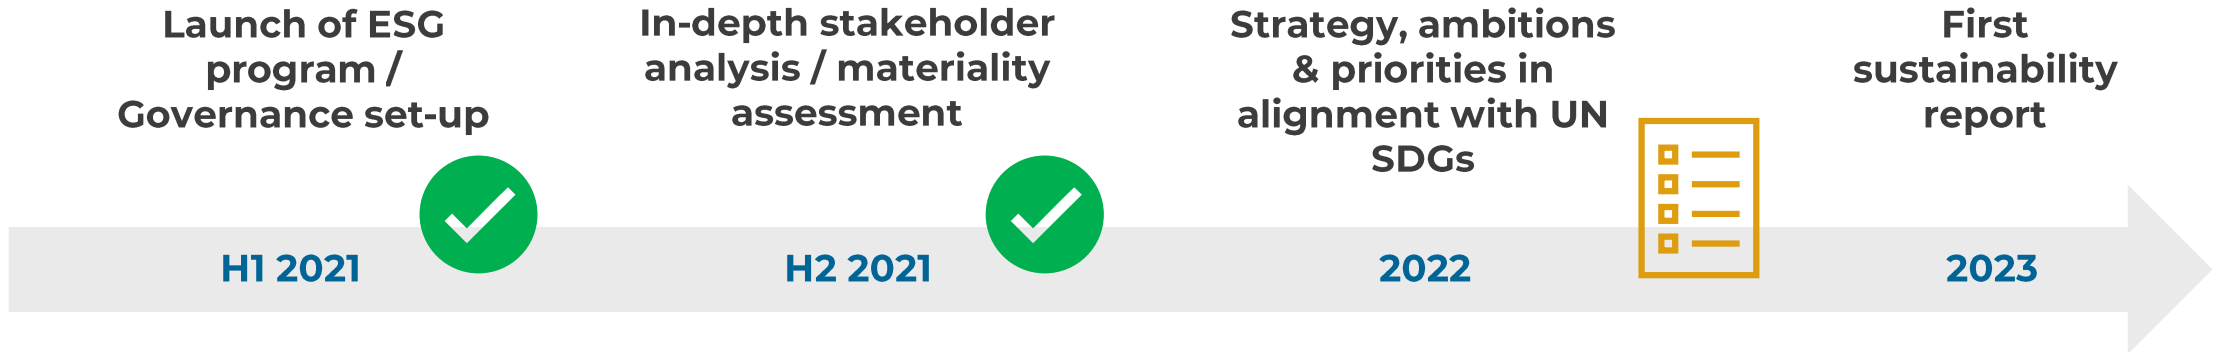 Launch of ESG
program /
Governance set-up
In-depth stakeholder
analysis / materiality
assessment
Strategy, ambitions
& priorities in
alignment with UN
SDGs
First
sustainability
report
H1 2021
H2 2021
2022
2023